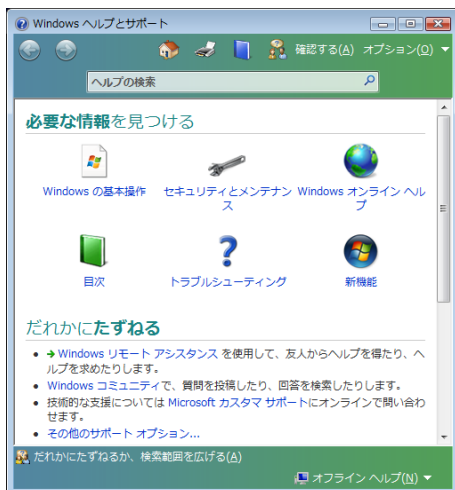 Windows ヘルプとサポート
確認する(A) オプション(O)
ヘルプの検索
必要な情報を見つける
Windows の基本操作
セキュリティとメンテナン
ス
Windows オンライン ヘル
プ
目次
トラブルシューティング
新機能
だれかにたずねる
Windows リモート アシスタンス を使用して、友人からヘルプを得たり、ヘ
ルプを求めたりします。
Windows コミュニティで、質問を投稿したり、回答を検索したりします。
技術的な支援については Microsoft カスタマ サポートにオンラインで問い合わ
せます。
その他のサポート オプション...
だれかにたずねるか、検索範囲を広げる(A)
オフライン ヘルプ(N)